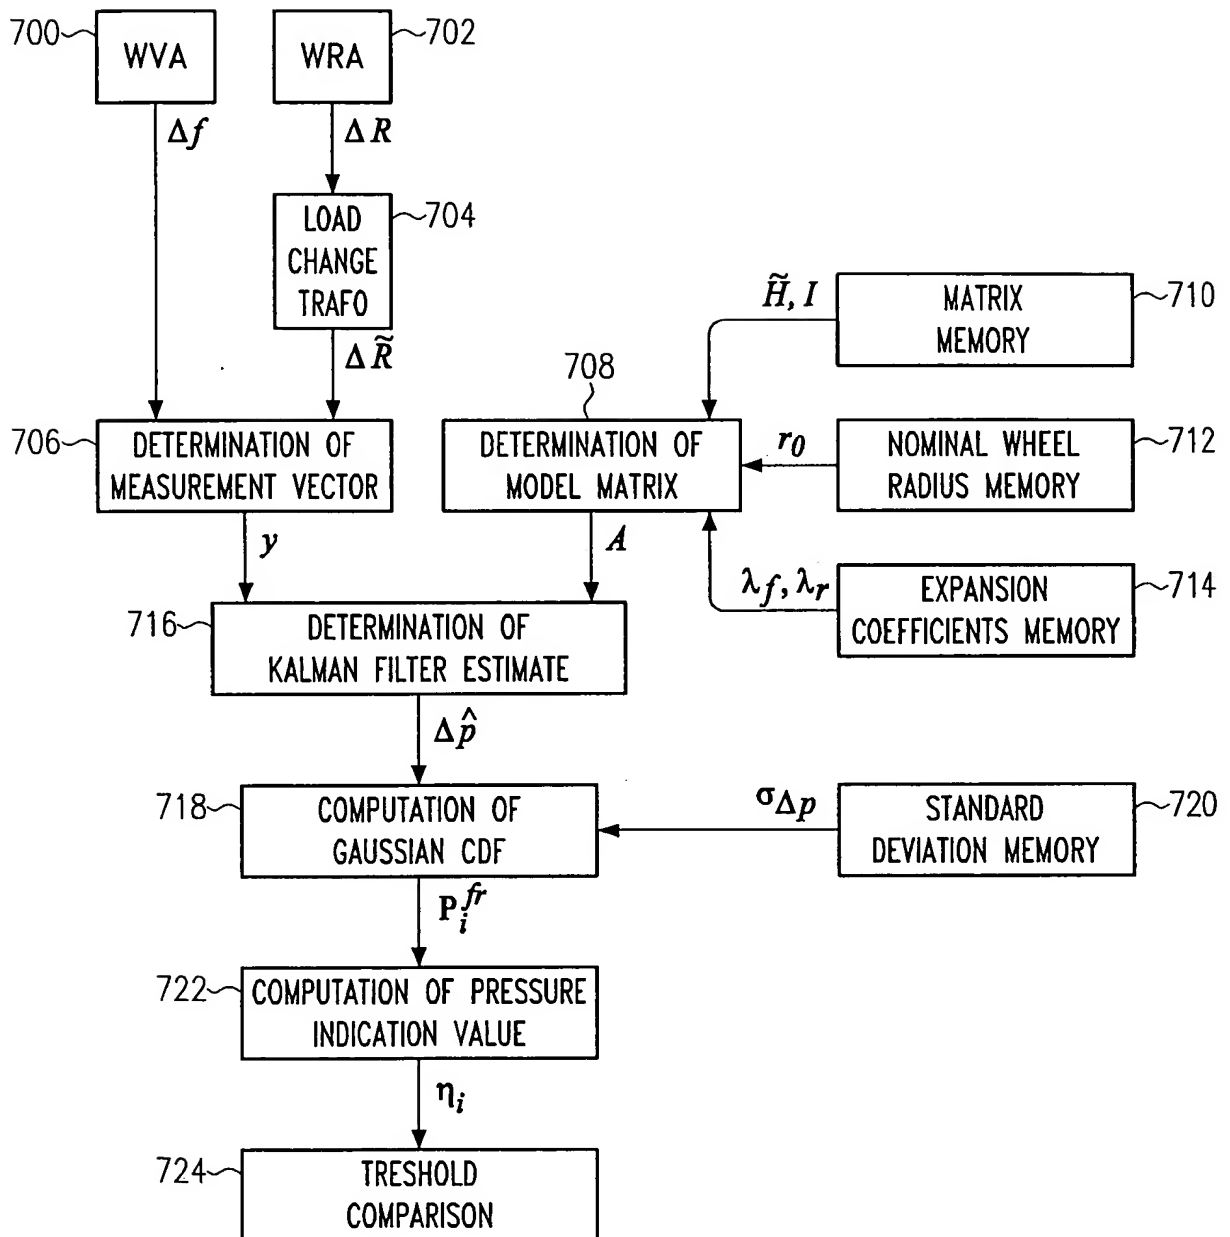 700
WVA
WRA
702
Δf
ΔR
LOAD
CHANGE
TRAFO
704
ΔR̃
H̃, I
MATRIX
MEMORY
710
708
706
DETERMINATION OF
MEASUREMENT VECTOR
DETERMINATION OF
MODEL MATRIX
r0
NOMINAL WHEEL
RADIUS MEMORY
712
y
A
λf, λr
EXPANSION
COEFFICIENTS MEMORY
714
716
DETERMINATION OF
KALMAN FILTER ESTIMATE
Δp̂
718
COMPUTATION OF
GAUSSIAN CDF
σΔp
STANDARD
DEVIATION MEMORY
720
P_i^{fr}
722
COMPUTATION OF PRESSURE
INDICATION VALUE
ηi
724
TRESHOLD
COMPARISON